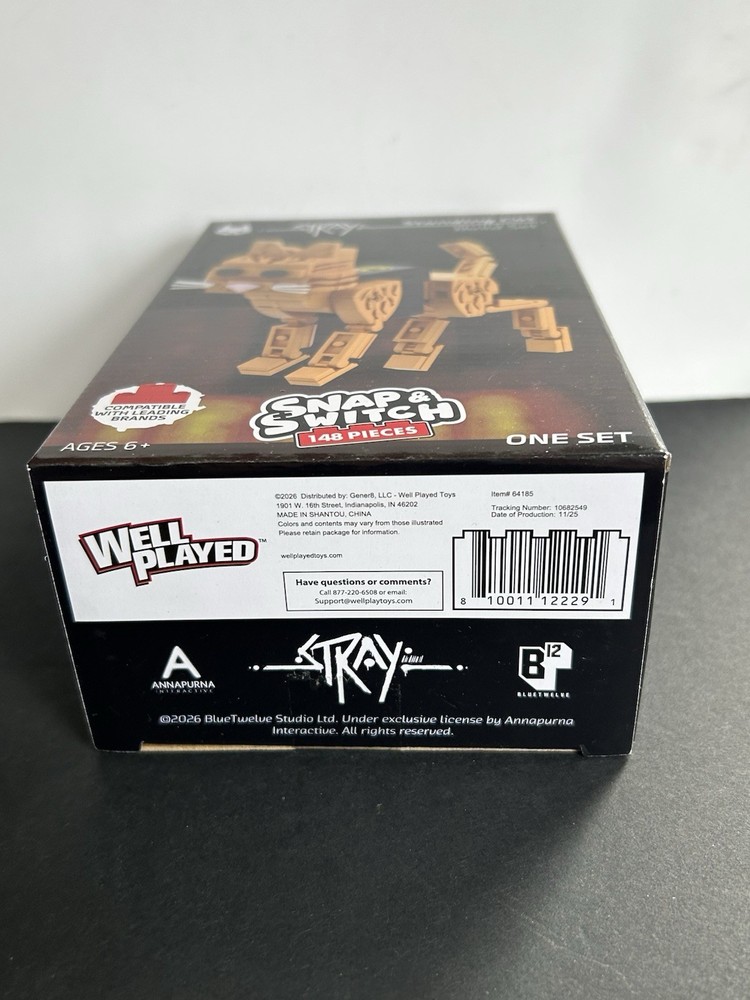 STRAY
COMPATIBLE
WITH LEADING
BRANDS
SNAP &
SWITCH
148 PIECES
AGES 6+
ONE SET
WELL
PLAYED™
©2026 Distributed by: Gener8, LLC - Well Played Toys
1901 W. 16th Street, Indianapolis, IN 46202
MADE IN SHANTOU, CHINA
Colors and contents may vary from those illustrated
Please retain package for information.
wellplayedtoys.com
Have questions or comments?
Call 877-220-6508 or email:
Support@wellplaytoys.com
Item# 64185
Tracking Number: 10682549
Date of Production: 11/25
8 10011 12229 1
ANNAPURNA
INTERACTIVE
STRAY
B12
BLUETWELVE
©2026 BlueTwelve Studio Ltd. Under exclusive license by Annapurna
Interactive. All rights reserved.